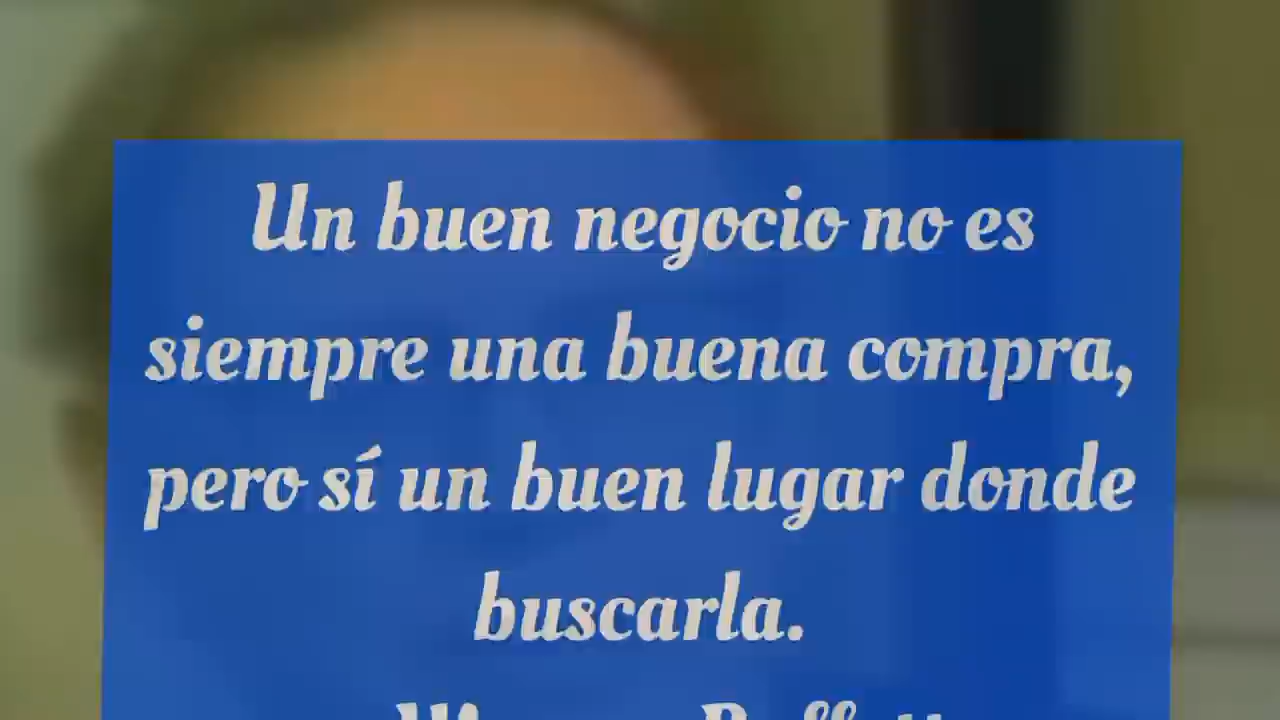 Un buen negocio no es
siempre una buena compra,
pero sí un buen lugar donde
buscarla.